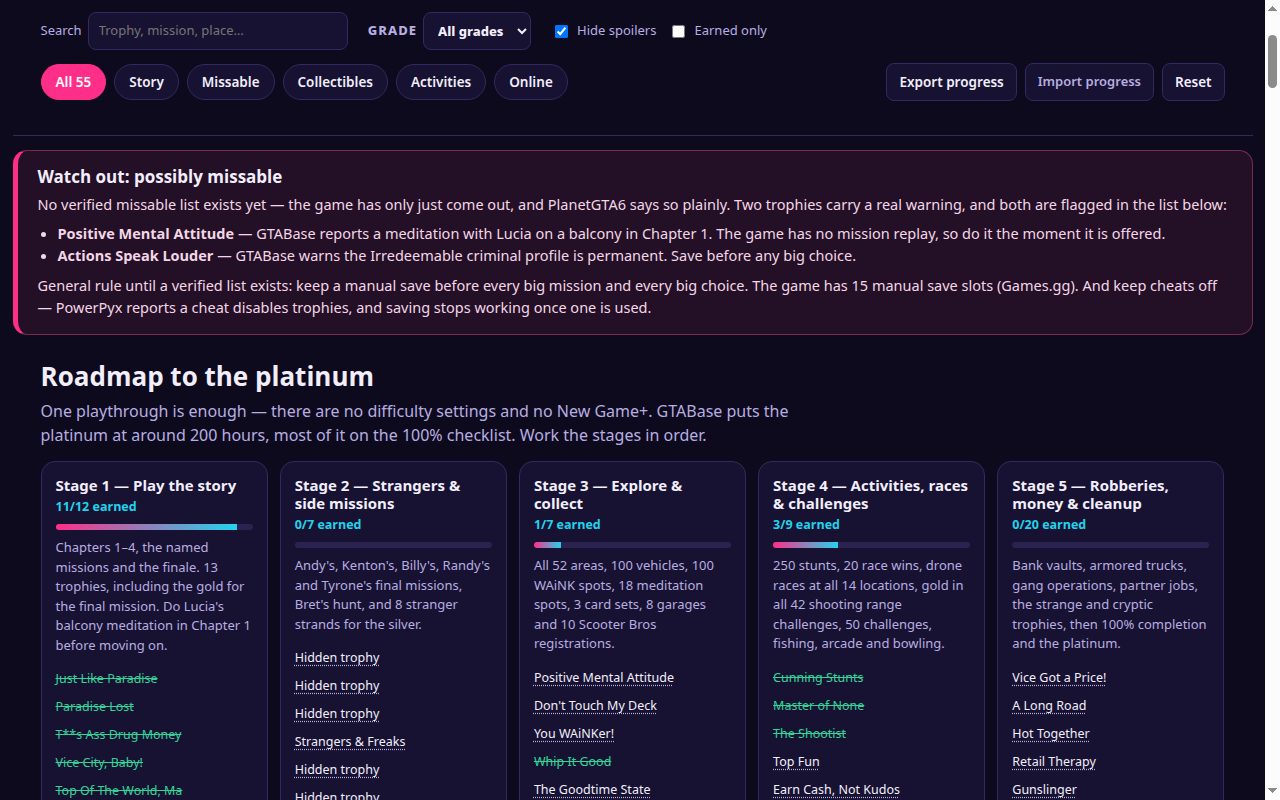 Search
Trophy, mission, place...
GRADE
All grades
Hide spoilers
Earned only
All 55
Story
Missable
Collectibles
Activities
Online
Export progress
Import progress
Reset
Watch out: possibly missable
No verified missable list exists yet — the game has only just come out, and PlanetGTA6 says so plainly. Two trophies carry a real warning, and both are flagged in the list below:
• Positive Mental Attitude — GTABase reports a meditation with Lucia on a balcony in Chapter 1. The game has no mission replay, so do it the moment it is offered.
• Actions Speak Louder — GTABase warns the Irredeemable criminal profile is permanent. Save before any big choice.
General rule until a verified list exists: keep a manual save before every big mission and every big choice. The game has 15 manual save slots (Games.gg). And keep cheats off
— PowerPyx reports a cheat disables trophies, and saving stops working once one is used.
Roadmap to the platinum
One playthrough is enough — there are no difficulty settings and no New Game+. GTABase puts the
platinum at around 200 hours, most of it on the 100% checklist. Work the stages in order.
Stage 1 — Play the story
11/12 earned
Chapters 1–4, the named
missions and the finale. 13
trophies, including the gold for
the final mission. Do Lucia's
balcony meditation in Chapter 1
before moving on.
Just Like Paradise
Paradise Lost
T**s Ass Drug Money
Vice City, Baby!
Top Of The World, Ma
Stage 2 — Strangers &
side missions
0/7 earned
Andy's, Kenton's, Billy's, Randy's
and Tyrone's final missions,
Bret's hunt, and 8 stranger
strands for the silver.
Hidden trophy
Hidden trophy
Hidden trophy
Strangers & Freaks
Hidden trophy
Hidden trophy
Stage 3 — Explore &
collect
1/7 earned
All 52 areas, 100 vehicles, 100
WAiNK spots, 18 meditation
spots, 3 card sets, 8 garages
and 10 Scooter Bros
registrations.
Positive Mental Attitude
Don't Touch My Deck
You WAiNKer!
Whip It Good
The Goodtime State
Stage 4 — Activities, races
& challenges
3/9 earned
250 stunts, 20 race wins, drone
races at all 14 locations, gold in
all 42 shooting range
challenges, 50 challenges,
fishing, arcade and bowling.
Cunning Stunts
Master of None
The Shootist
Top Fun
Earn Cash, Not Kudos
Stage 5 — Robberies,
money & cleanup
0/20 earned
Bank vaults, armored trucks,
gang operations, partner jobs,
the strange and cryptic
trophies, then 100% completion
and the platinum.
Vice Got a Price!
A Long Road
Hot Together
Retail Therapy
Gunslinger